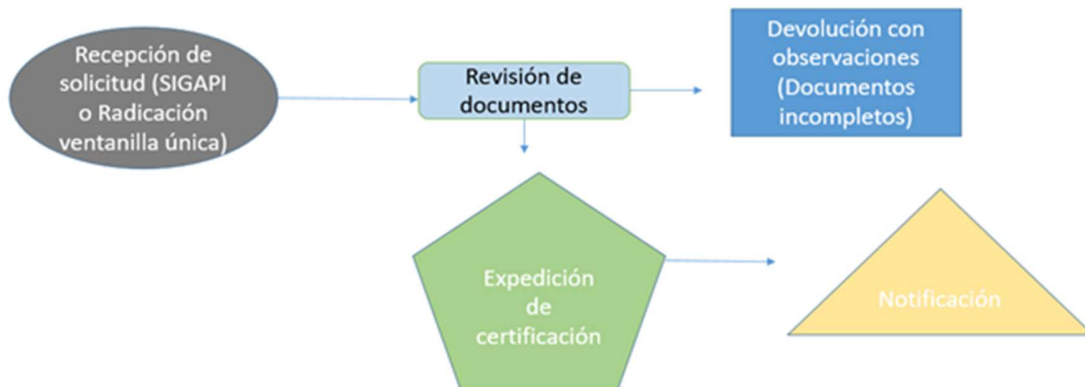 Recepción de
solicitud (SIGAPI
o Radicación
ventanilla única)
Revisión de
documentos
Devolución con
observaciones
(Documentos
incompletos)
Expedición
de
certificación
Notificación